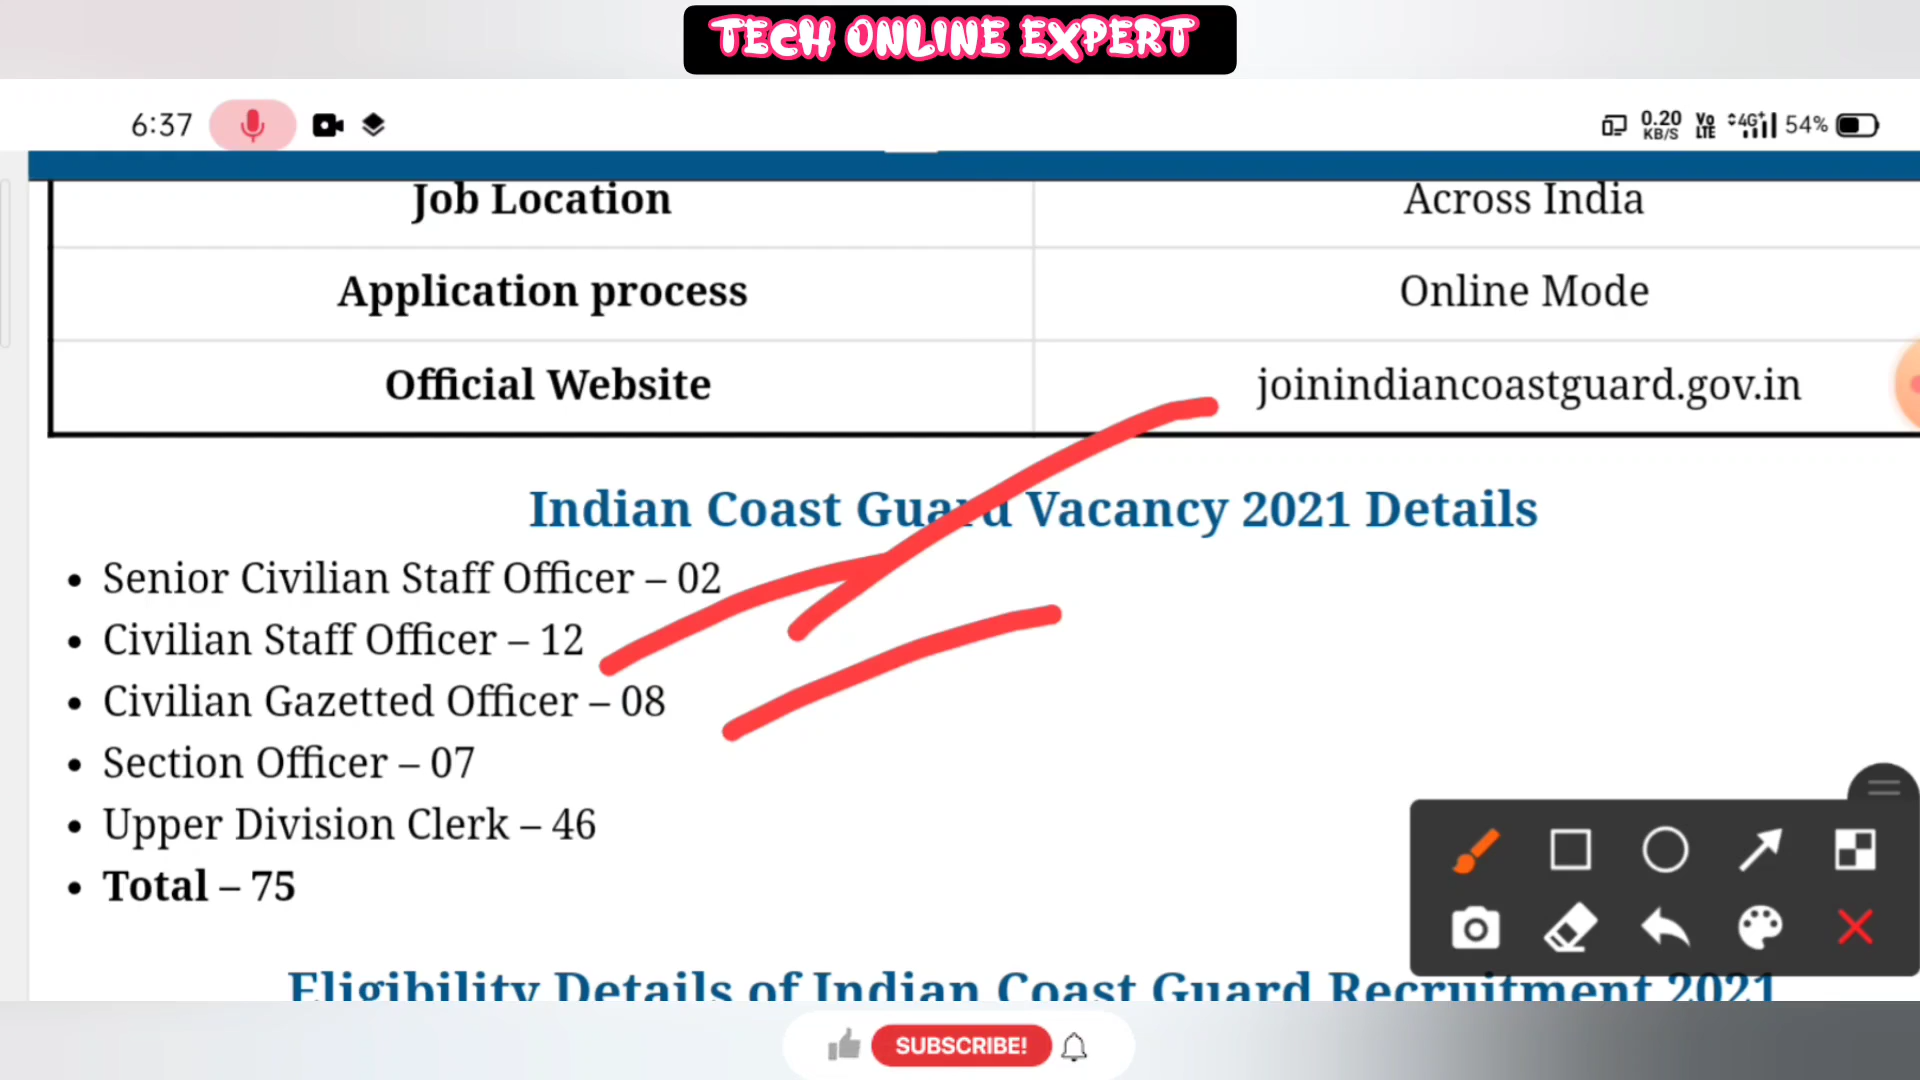 TECH ONLINE EXPERT
6:37 0.20 KB/S Vo LTE 4G+ 54%
Job Location Across India
Application process Online Mode
Official Website joinindiancoastguard.gov.in
Indian Coast Guard Vacancy 2021 Details
• Senior Civilian Staff Officer – 02
• Civilian Staff Officer – 12
• Civilian Gazetted Officer – 08
• Section Officer – 07
• Upper Division Clerk – 46
• Total – 75
Eligibility Details of Indian Coast Guard Recruitment 2021
SUBSCRIBE!